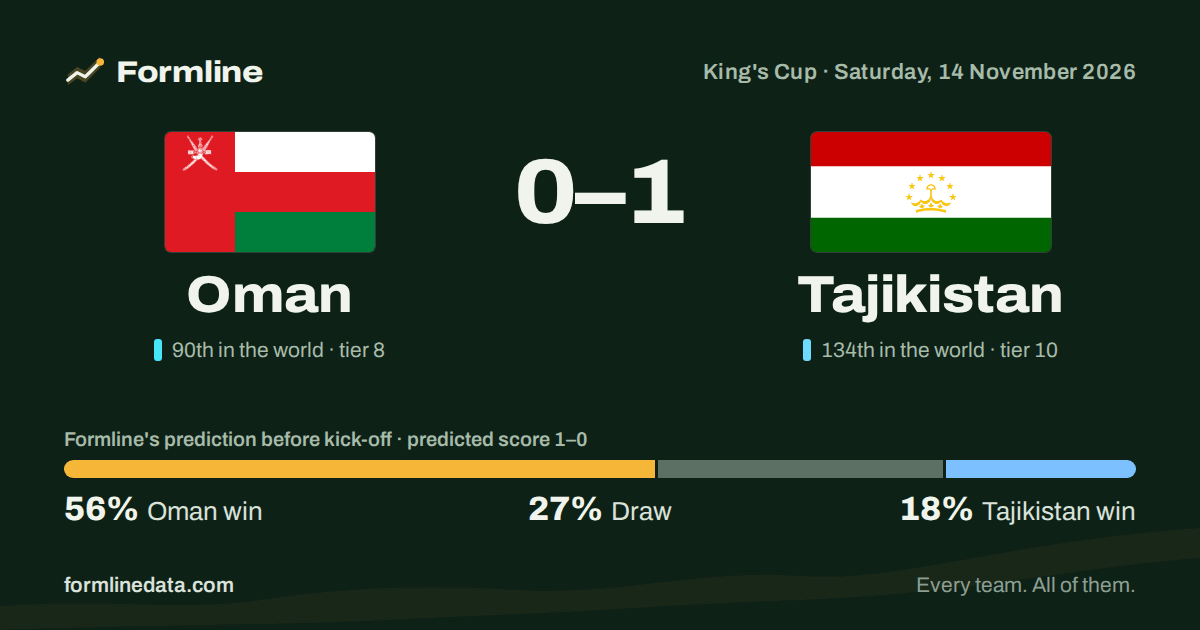 Formline
King's Cup · Saturday, 14 November 2026
0–1
Oman
Tajikistan
90th in the world · tier 8
134th in the world · tier 10
Formline's prediction before kick-off · predicted score 1–0
56% Oman win
27% Draw
18% Tajikistan win
formlinedata.com
Every team. All of them.